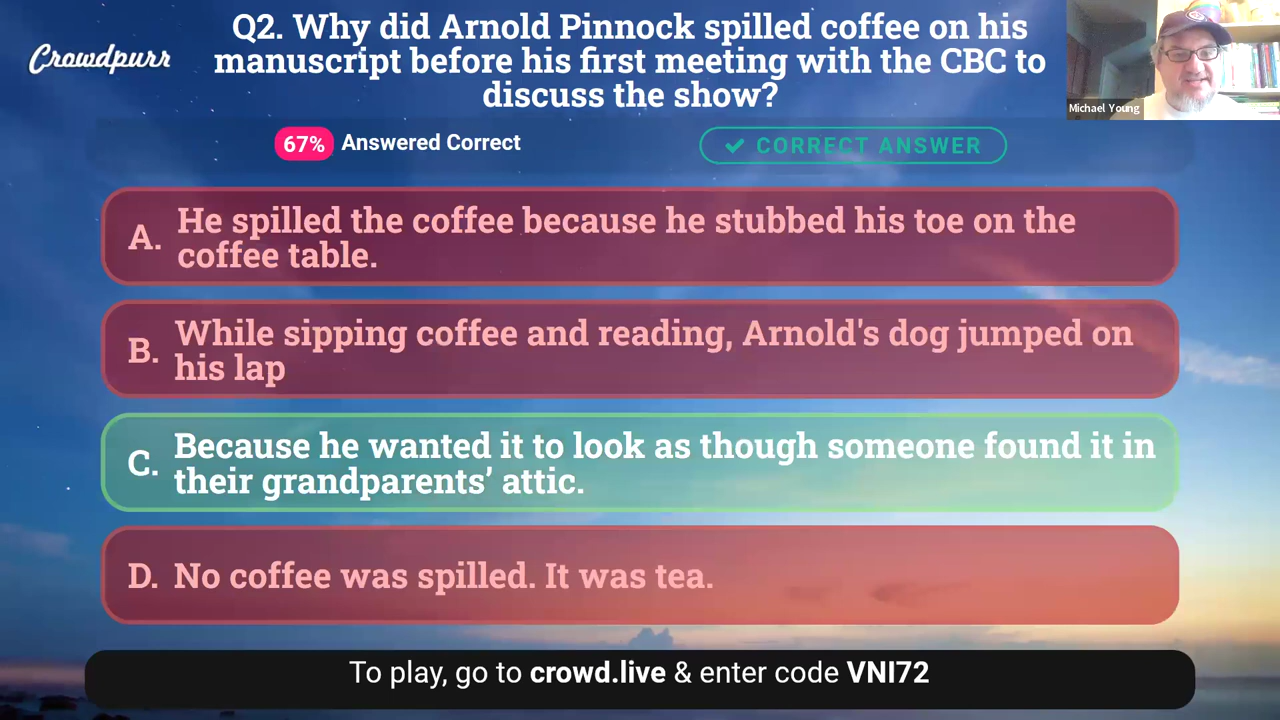 Crowdpurr
Q2. Why did Arnold Pinnock spilled coffee on his
manuscript before his first meeting with the CBC to
discuss the show?
Michael Young
67% Answered Correct
✔ CORRECT ANSWER
A. He spilled the coffee because he stubbed his toe on the
coffee table.
B. While sipping coffee and reading, Arnold's dog jumped on
his lap
C. Because he wanted it to look as though someone found it in
their grandparents’ attic.
D. No coffee was spilled. It was tea.
To play, go to crowd.live & enter code VNI72